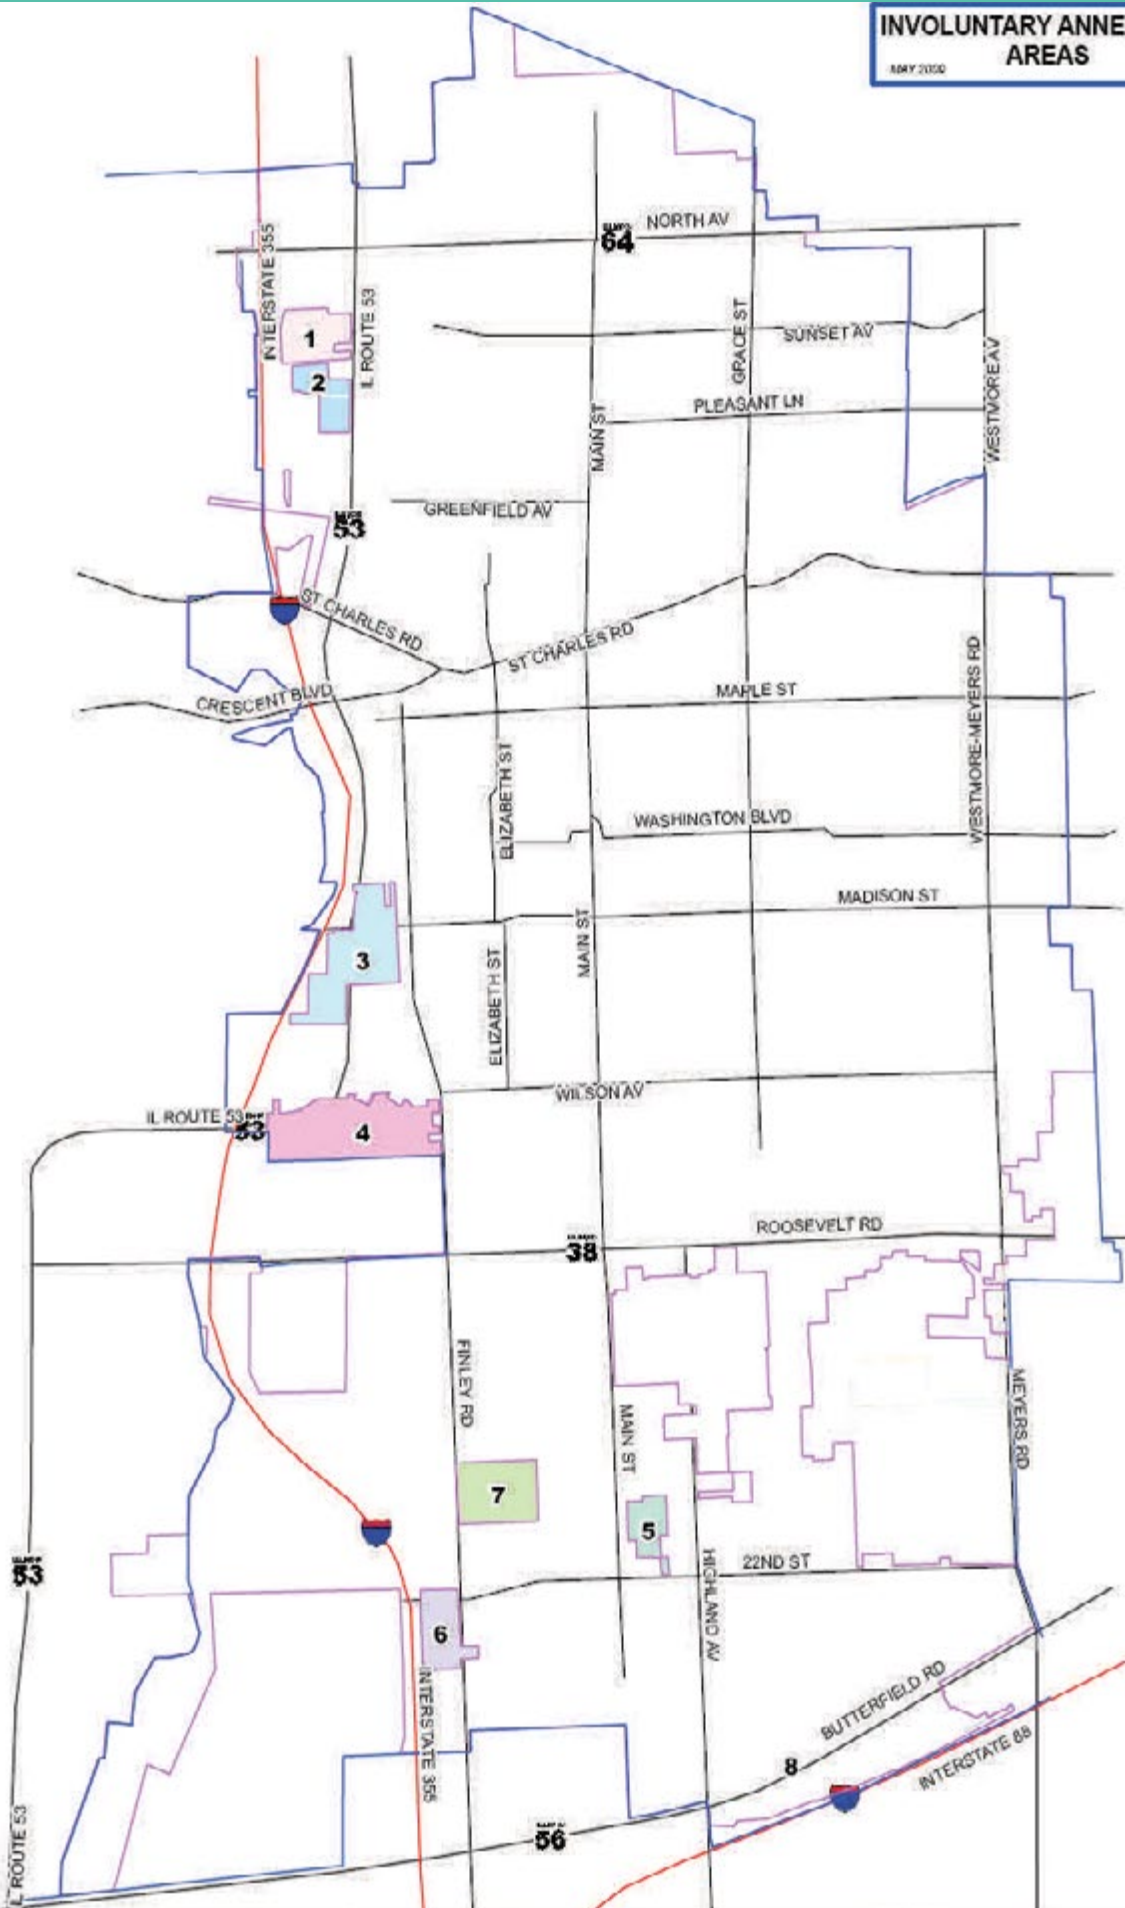 INVOLUNTARY ANNE
AREAS
MAY 2000
NORTH AV
64
INTERSTATE 355
IL ROUTE 53
1
2
GRACE ST
SUNSET AV
WESTMORE AV
PLEASANT LN
MAIN ST
GREENFIELD AV
53
ST CHARLES RD
ST CHARLES RD
CRESCENT BLVD
MAPLE ST
WESTMORE-MEYERS RD
ELIZABETH ST
WASHINGTON BLVD
MADISON ST
3
MAIN ST
ELIZABETH ST
WILSON AV
IL ROUTE 53
53
4
ROOSEVELT RD
38
FINLEY RD
MAIN ST
MEYERS RD
7
5
53
22ND ST
HIGHLAND AV
6
INTERSTATE 355
BUTTERFIELD RD
8
INTERSTATE 88
56
IL ROUTE 53